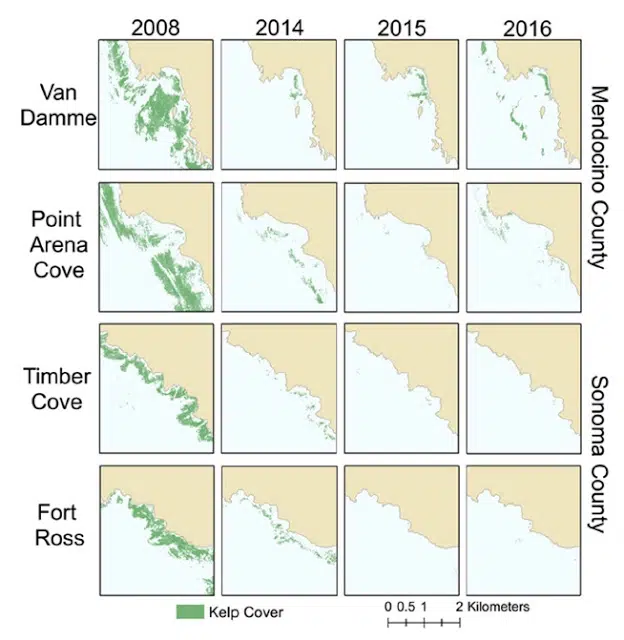 2008 2014 2015 2016
Van
Damme
Mendocino County
Point
Arena
Cove
Timber
Cove
Sonoma County
Fort
Ross
Kelp Cover
0 0.5 1 2 Kilometers